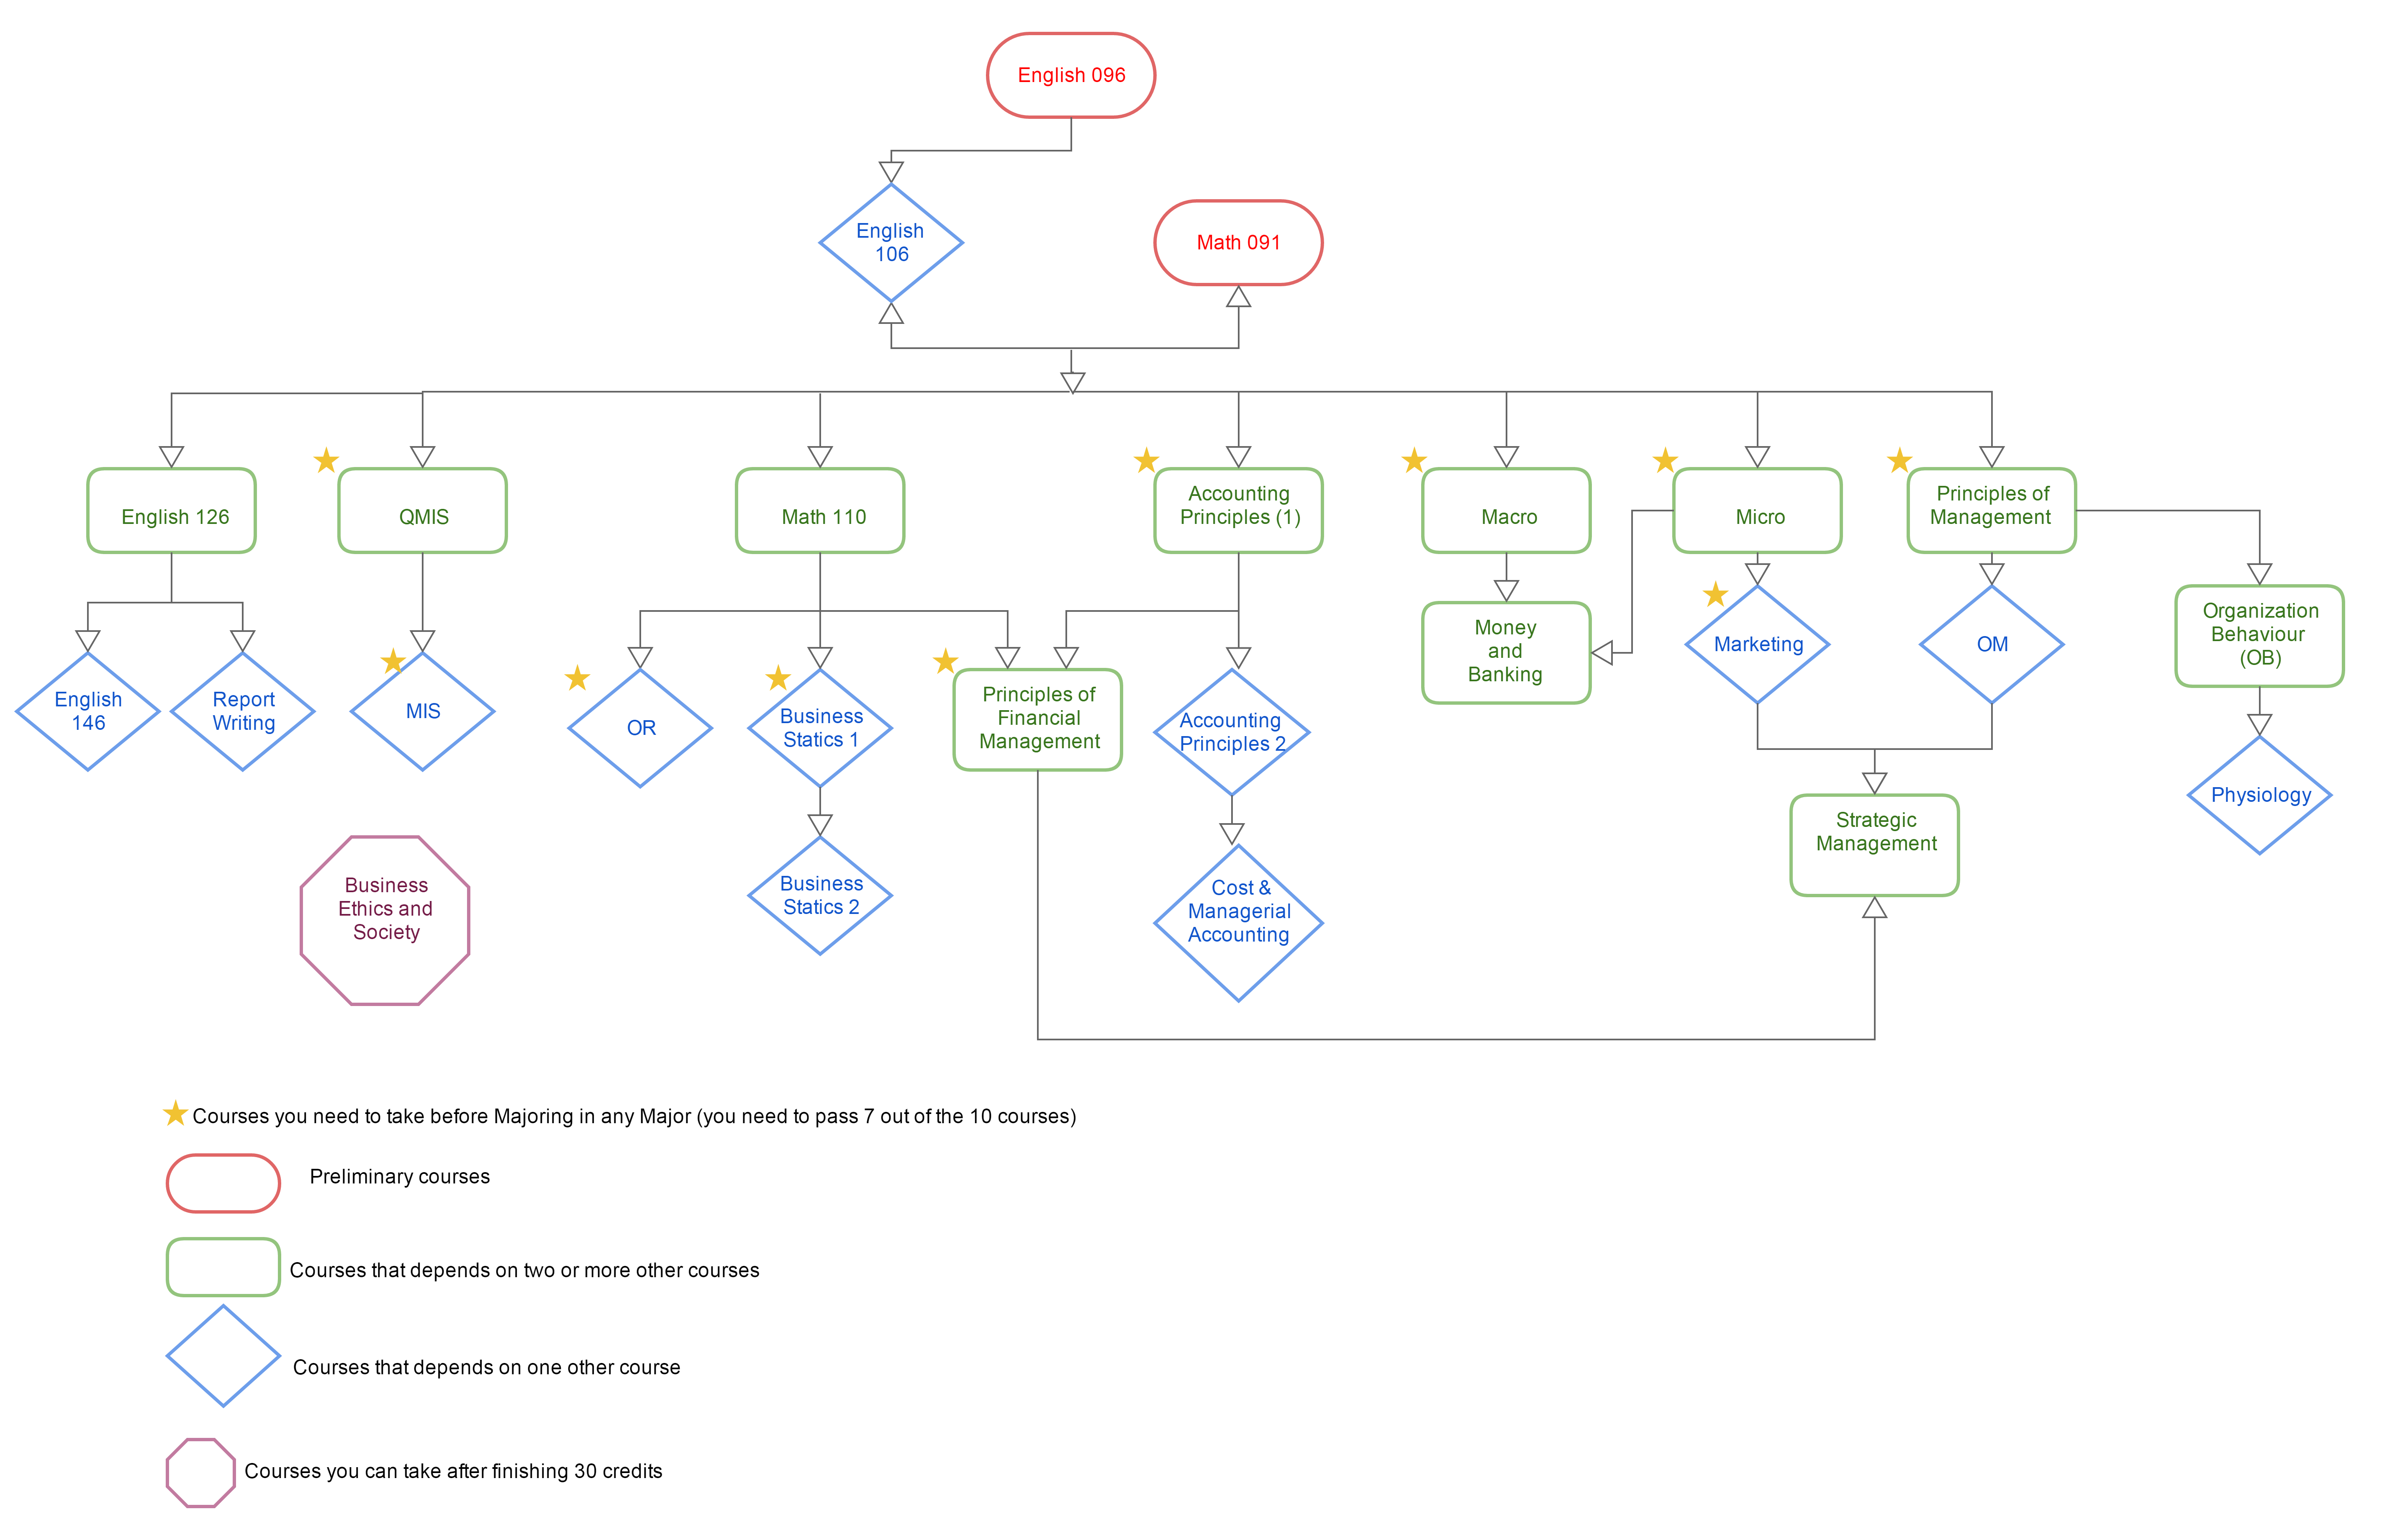 English 096
English
106
Math 091
English 126
QMIS
Math 110
Accounting
Principles (1)
Macro
Micro
Principles of
Management
Organization
Behaviour
(OB)
Money
and
Banking
Marketing
OM
English
146
Report
Writing
MIS
OR
Business
Statics 1
Principles of
Financial
Management
Accounting
Principles 2
Physiology
Strategic
Management
Business
Ethics and
Society
Business
Statics 2
Cost &
Managerial
Accounting
Courses you need to take before Majoring in any Major (you need to pass 7 out of the 10 courses)
Preliminary courses
Courses that depends on two or more other courses
Courses that depends on one other course
Courses you can take after finishing 30 credits